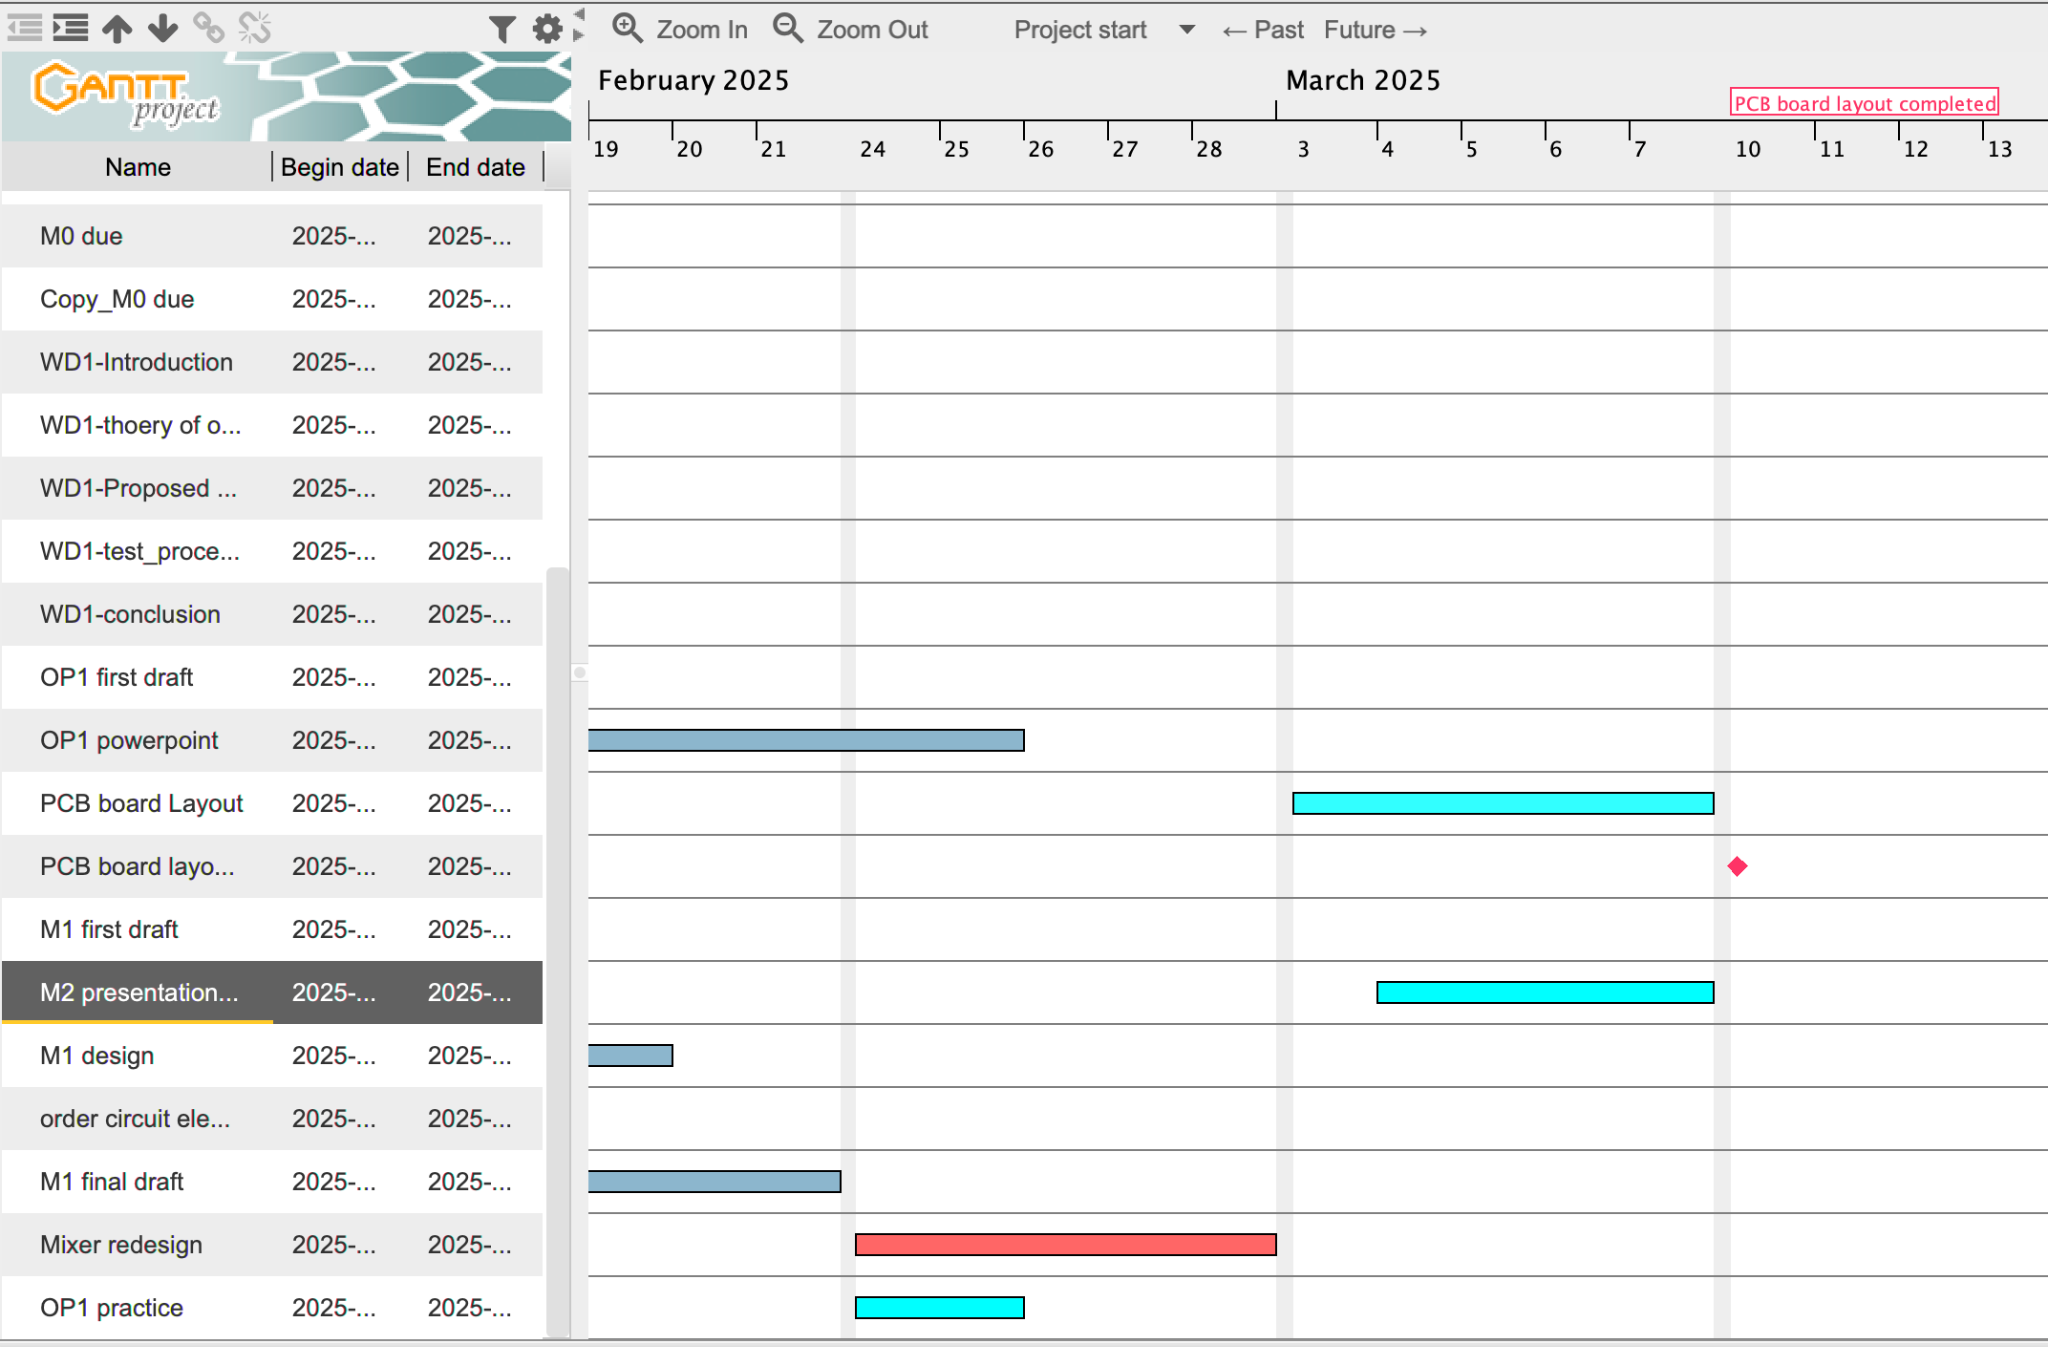 Zoom In Zoom Out Project start ← Past Future →
GANTT project
February 2025 March 2025
PCB board layout completed
19 20 21 24 25 26 27 28 3 4 5 6 7 10 11 12 13
Name Begin date End date
M0 due 2025-... 2025-...
Copy_M0 due 2025-... 2025-...
WD1-Introduction 2025-... 2025-...
WD1-thoery of o... 2025-... 2025-...
WD1-Proposed ... 2025-... 2025-...
WD1-test_proce... 2025-... 2025-...
WD1-conclusion 2025-... 2025-...
OP1 first draft 2025-... 2025-...
OP1 powerpoint 2025-... 2025-...
PCB board Layout 2025-... 2025-...
PCB board layo... 2025-... 2025-...
M1 first draft 2025-... 2025-...
M2 presentation... 2025-... 2025-...
M1 design 2025-... 2025-...
order circuit ele... 2025-... 2025-...
M1 final draft 2025-... 2025-...
Mixer redesign 2025-... 2025-...
OP1 practice 2025-... 2025-...